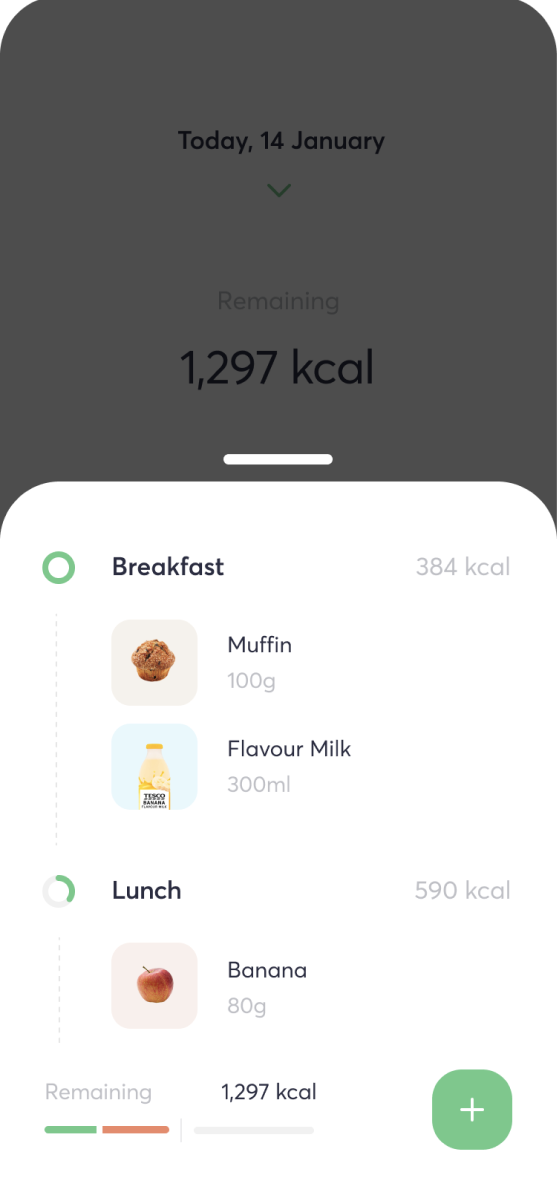 Today, 14 January
Remaining
1,297 kcal
Breakfast
384 kcal
Muffin
100g
Flavour Milk
300ml
TESCO
BANANA
FLAVOUR MILK
Lunch
590 kcal
Banana
80g
Remaining
1,297 kcal